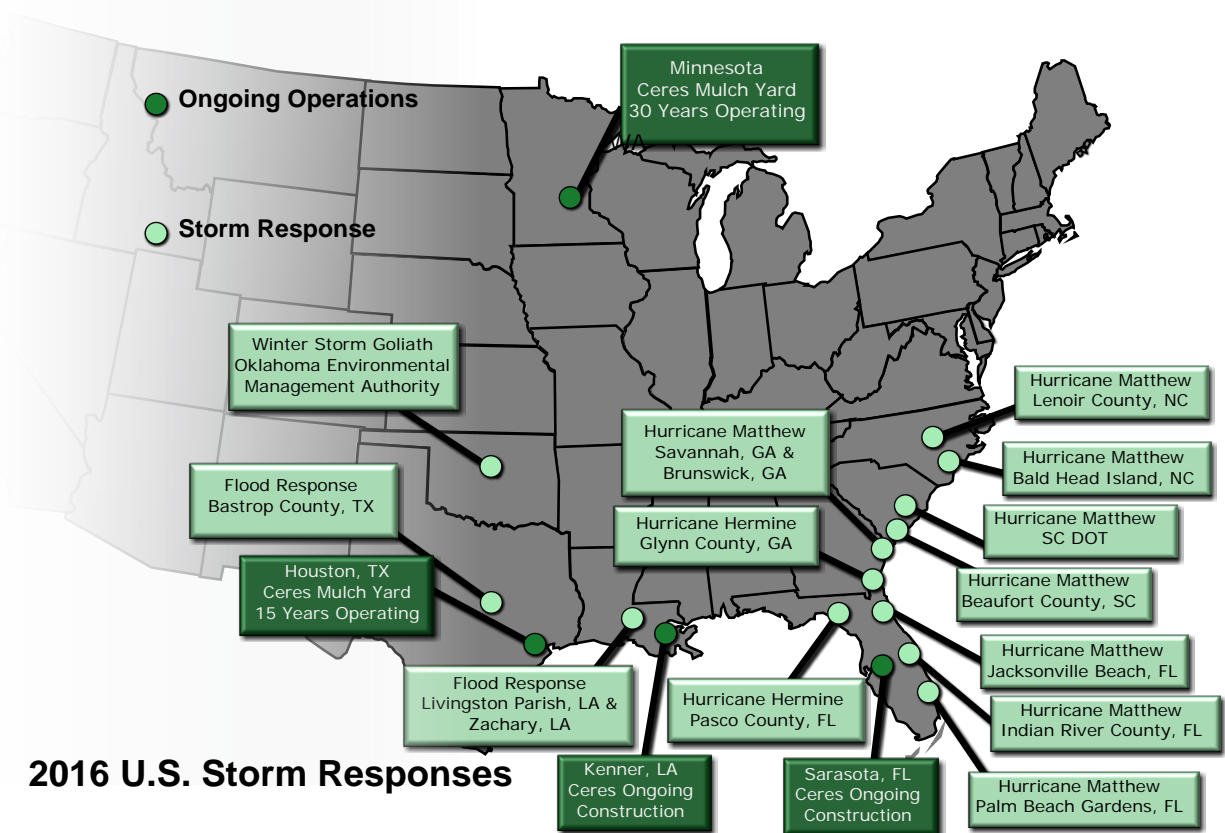 Minnesota
Ceres Mulch Yard
30 Years Operating
Ongoing Operations
Storm Response
Winter Storm Goliath
Oklahoma Environmental
Management Authority
Hurricane Matthew
Lenoir County, NC
Hurricane Matthew
Savannah, GA &
Brunswick, GA
Hurricane Matthew
Bald Head Island, NC
Flood Response
Bastrop County, TX
Hurricane Hermine
Glynn County, GA
Hurricane Matthew
SC DOT
Houston, TX
Ceres Mulch Yard
15 Years Operating
Hurricane Matthew
Beaufort County, SC
Hurricane Matthew
Jacksonville Beach, FL
Flood Response
Livingston Parish, LA &
Zachary, LA
Hurricane Hermine
Pasco County, FL
Hurricane Matthew
Indian River County, FL
2016 U.S. Storm Responses
Kenner, LA
Ceres Ongoing
Construction
Sarasota, FL
Ceres Ongoing
Construction
Hurricane Matthew
Palm Beach Gardens, FL